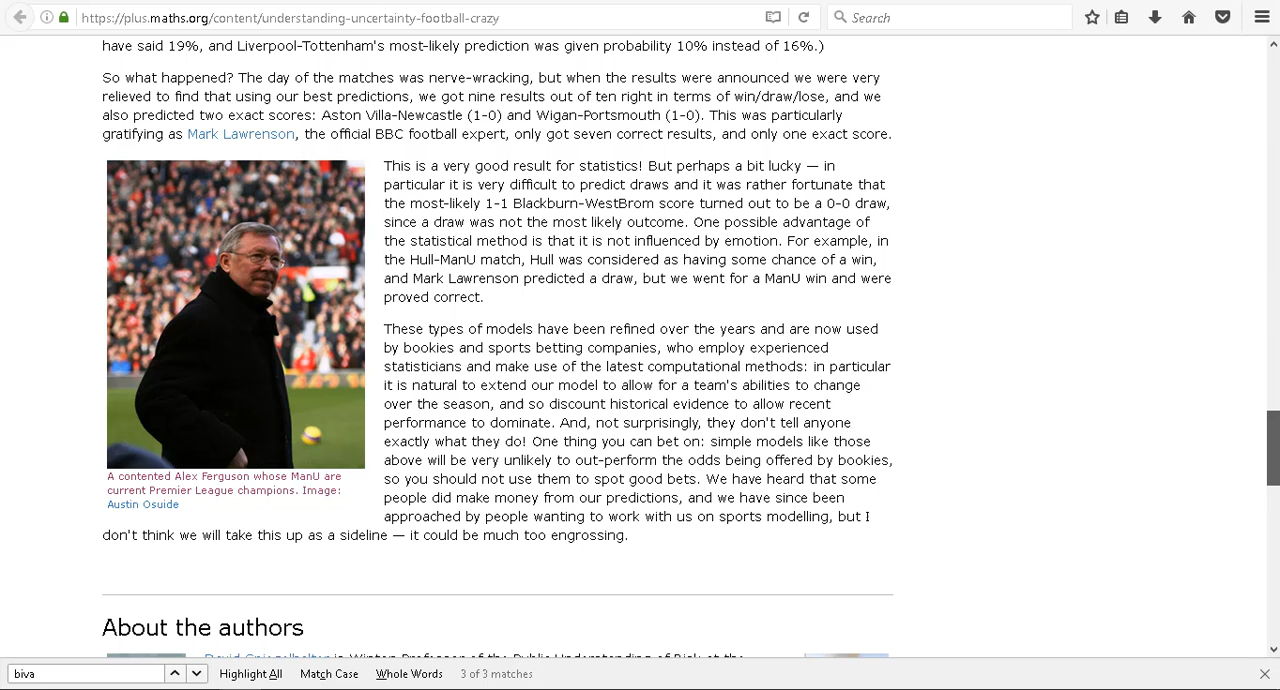 https://plus.maths.org/content/understanding-uncertainty-football-crazy
Search
have said 19%, and Liverpool-Tottenham's most-likely prediction was given probability 10% instead of 16%.)
So what happened? The day of the matches was nerve-wracking, but when the results were announced we were very
relieved to find that using our best predictions, we got nine results out of ten right in terms of win/draw/lose, and we
also predicted two exact scores: Aston Villa-Newcastle (1-0) and Wigan-Portsmouth (1-0). This was particularly
gratifying as Mark Lawrenson, the official BBC football expert, only got seven correct results, and only one exact score.
This is a very good result for statistics! But perhaps a bit lucky — in
particular it is very difficult to predict draws and it was rather fortunate that
the most-likely 1-1 Blackburn-WestBrom score turned out to be a 0-0 draw,
since a draw was not the most likely outcome. One possible advantage of
the statistical method is that it is not influenced by emotion. For example, in
the Hull-ManU match, Hull was considered as having some chance of a win,
and Mark Lawrenson predicted a draw, but we went for a ManU win and were
proved correct.
These types of models have been refined over the years and are now used
by bookies and sports betting companies, who employ experienced
statisticians and make use of the latest computational methods: in particular
it is natural to extend our model to allow for a team's abilities to change
over the season, and so discount historical evidence to allow recent
performance to dominate. And, not surprisingly, they don't tell anyone
exactly what they do! One thing you can bet on: simple models like those
above will be very unlikely to out-perform the odds being offered by bookies,
so you should not use them to spot good bets. We have heard that some
people did make money from our predictions, and we have since been
approached by people wanting to work with us on sports modelling, but I
don't think we will take this up as a sideline — it could be much too engrossing.
A contented Alex Ferguson whose ManU are
current Premier League champions. Image:
Austin Osuide
About the authors
David Spiegelhalter is Winton Professor of the Public Understanding of Risk at the
biva
Highlight All
Match Case
Whole Words
3 of 3 matches